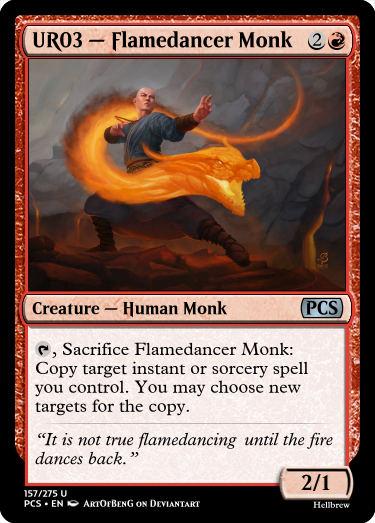 UR03 — Flamedancer Monk 2
Creature — Human Monk PCS
, Sacrifice Flamedancer Monk:
Copy target instant or sorcery spell
you control. You may choose new
targets for the copy.
“It is not true flamedancing until the fire
dances back.”
2/1
157/275 U
PCS • EN ArtOfBenG on Deviantart
Hellbrew